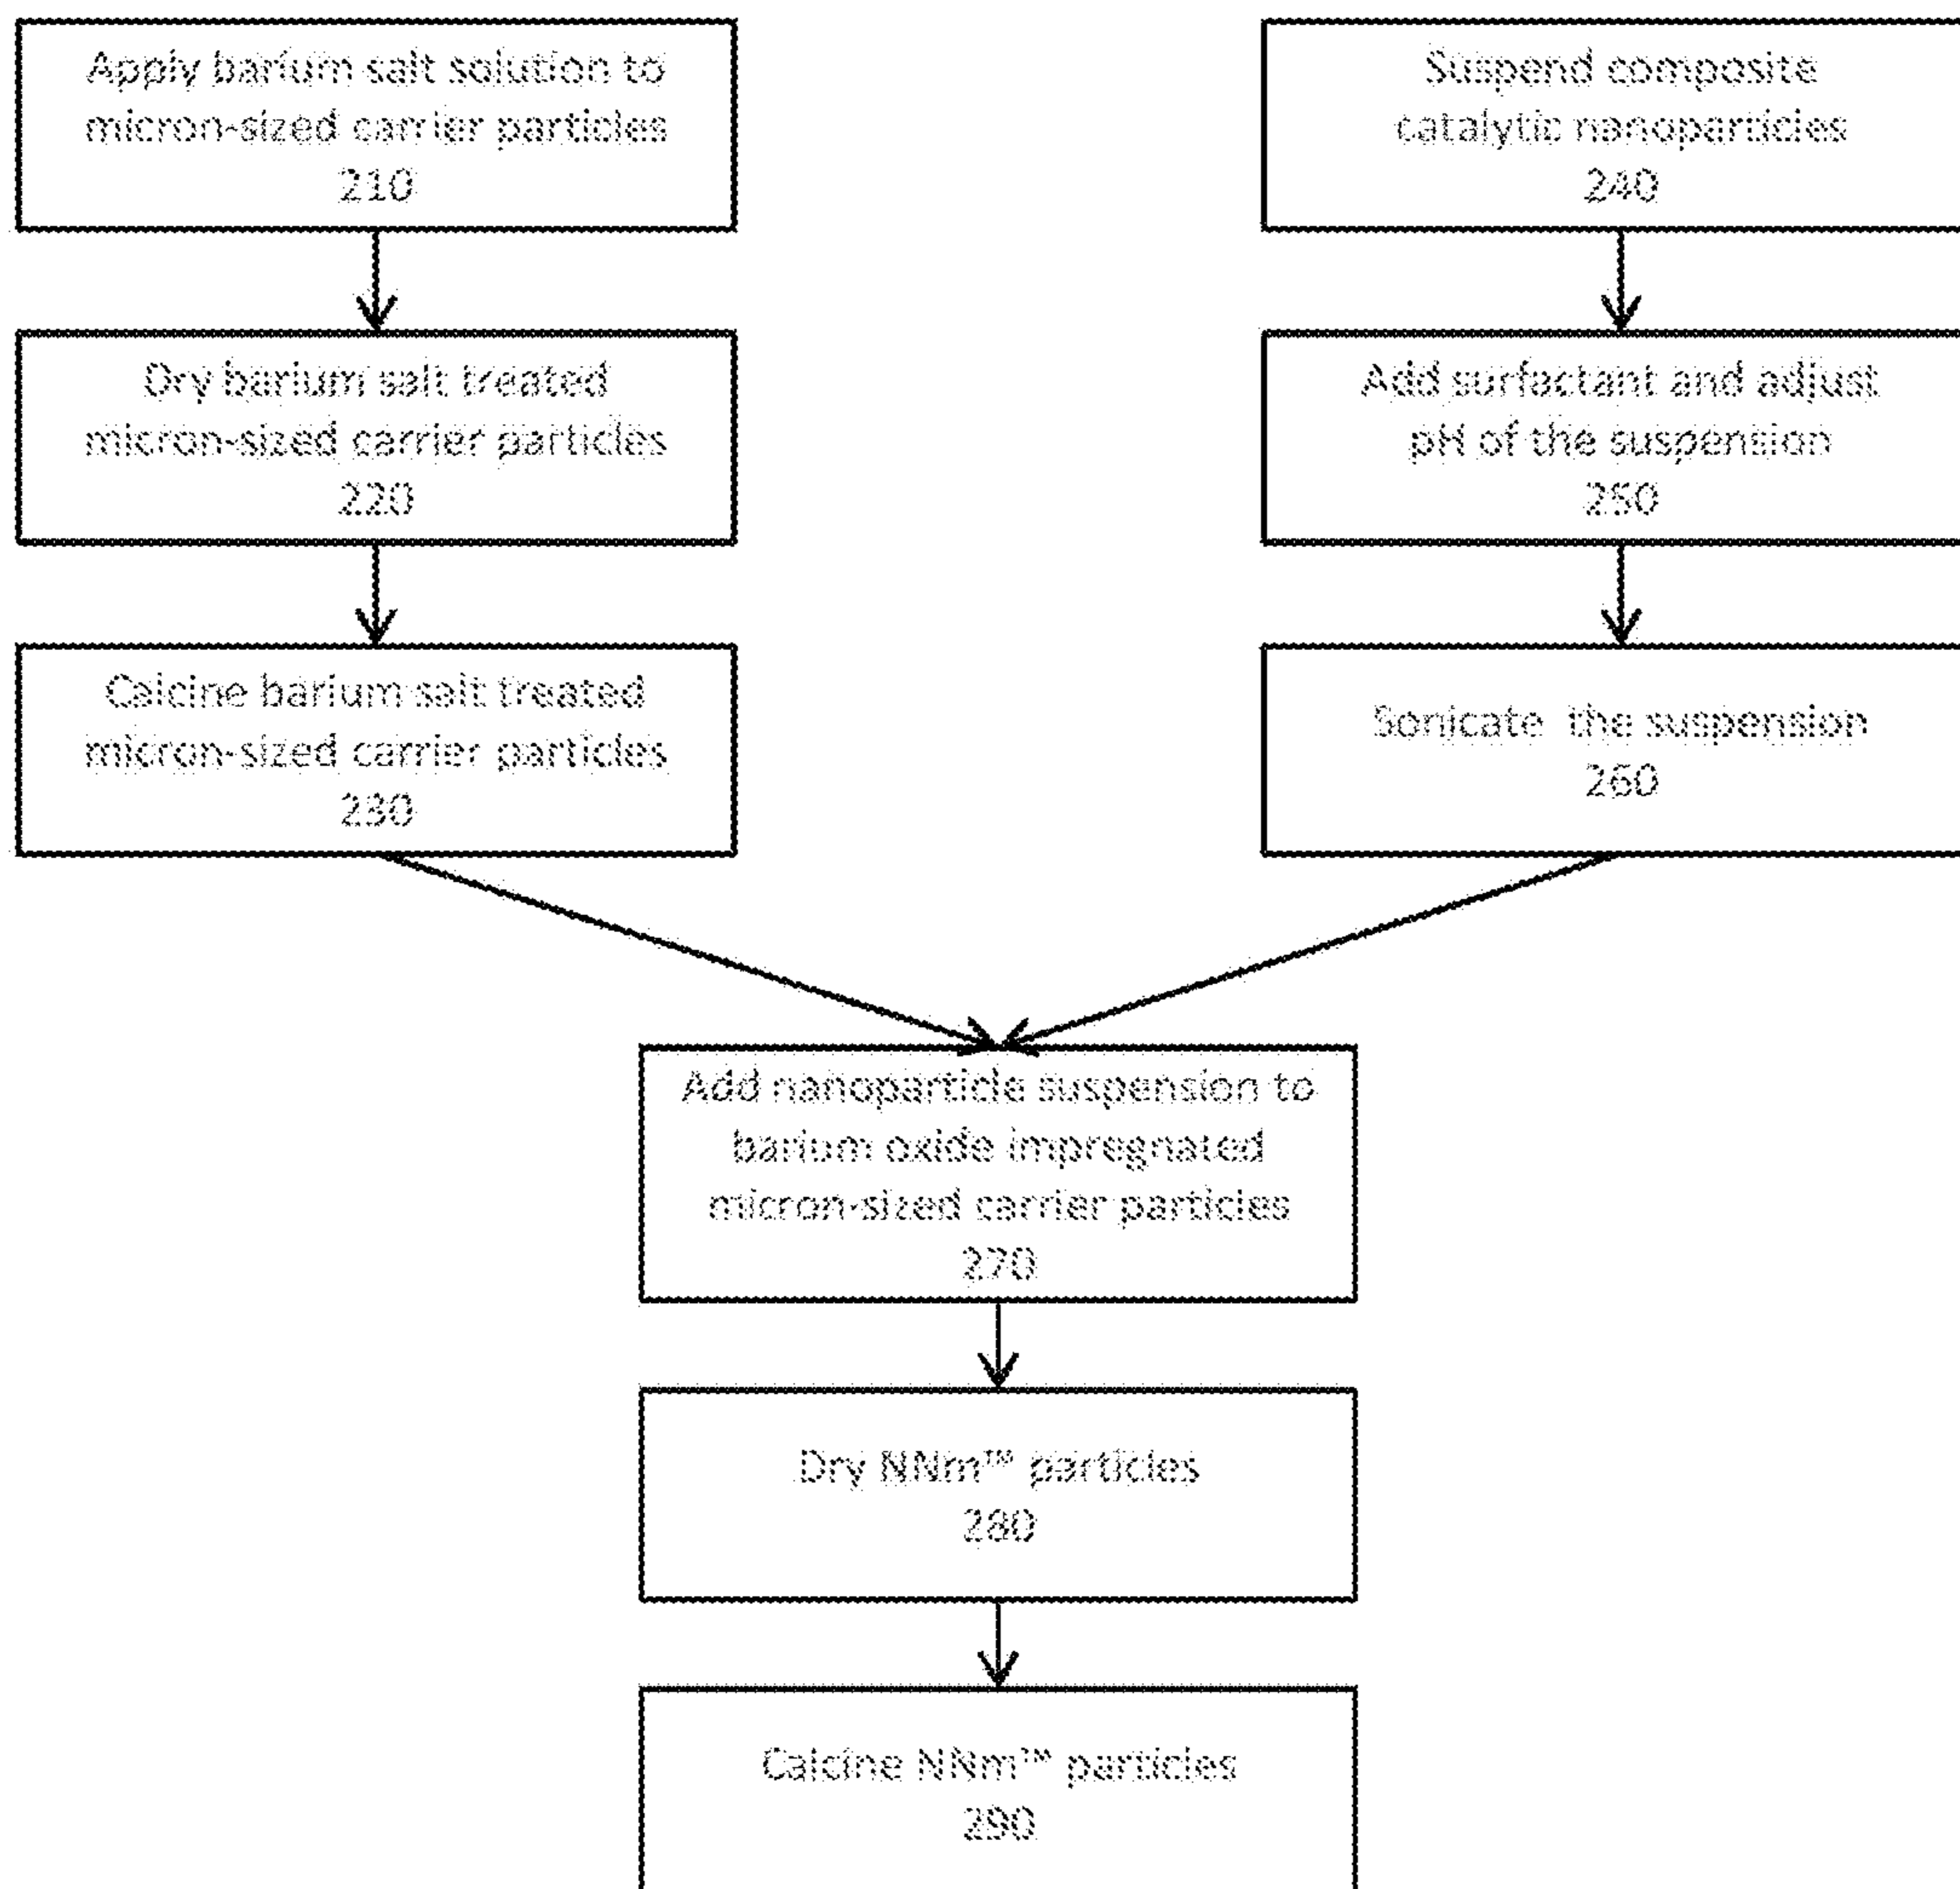 Apply barium salt solution to
micron-sized carrier particles
210
Dry barium salt treated
micron-sized carrier particles
220
Calcine barium salt treated
micron-sized carrier particles
230
Suspend composite
catalytic nanoparticles
240
Add surfactant and adjust
pH of the suspension
250
Sonicate the suspension
260
Add nanoparticle suspension to
barium oxide impregnated
micron-sized carrier particles
270
Dry NNm™ particles
280
Calcine NNm™ particles
290